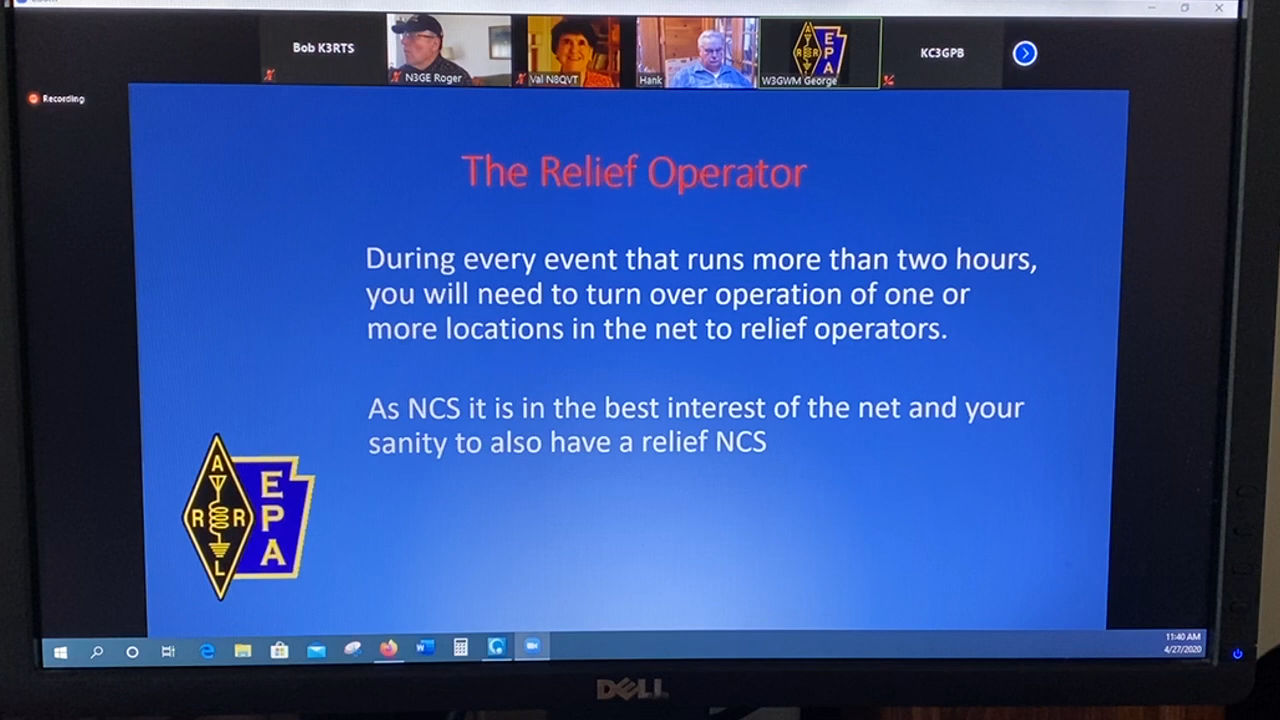 Bob K3RTS
N3GE Roger
Val N8QVT
Hank
W3GWM George
KC3GPB
Recording
The Relief Operator
During every event that runs more than two hours,
you will need to turn over operation of one or
more locations in the net to relief operators.
As NCS it is in the best interest of the net and your
sanity to also have a relief NCS
A
R R
L
E
P
A
11:40 AM
4/27/2020
DELL